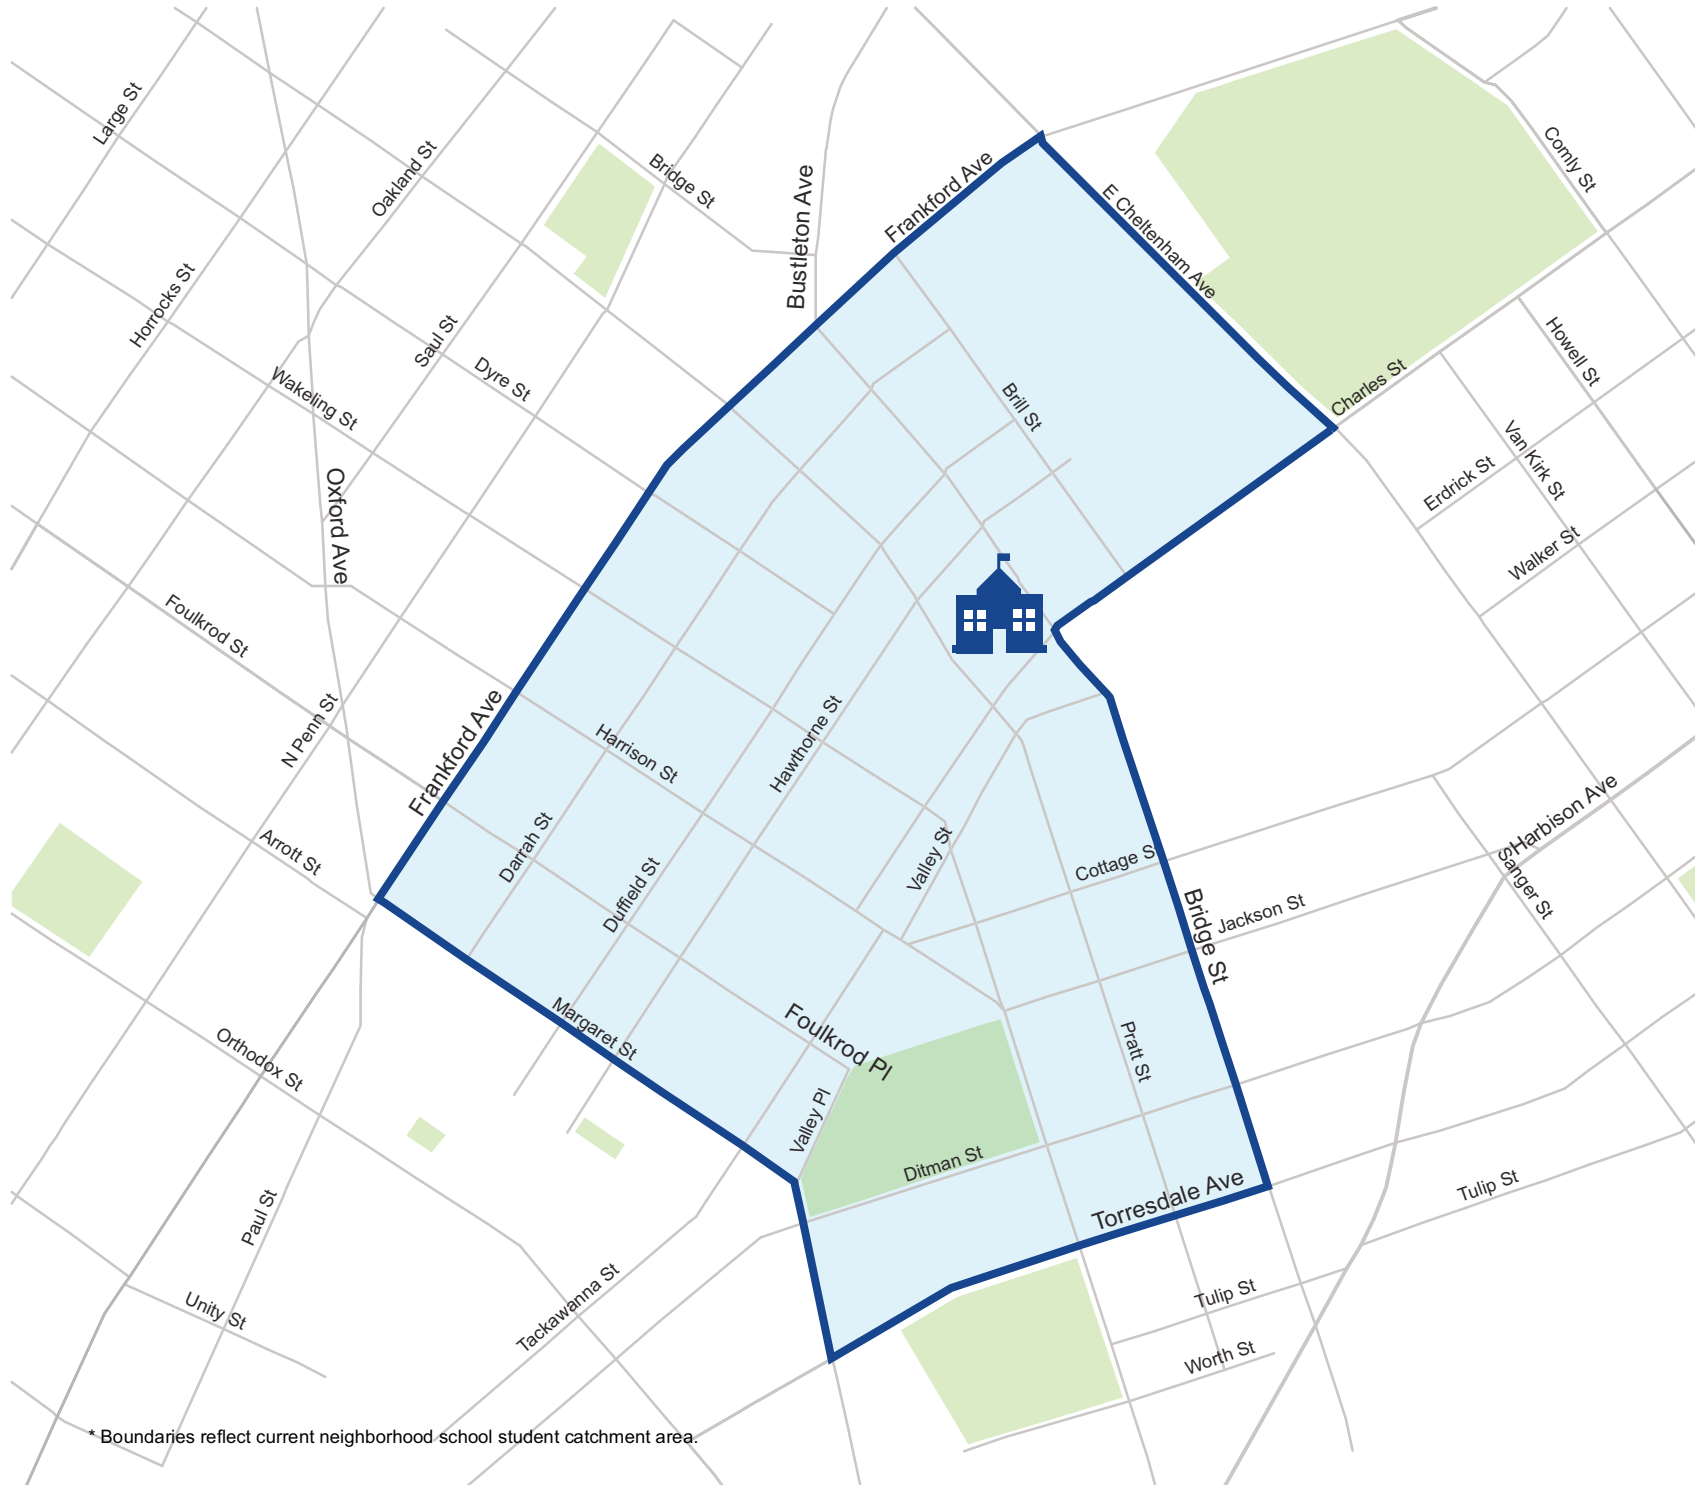 Large St
Oakland St
Bridge St
Bustleton Ave
Frankford Ave
E Cheltenham Ave
Comly St
Horrocks St
Saul St
Dyre St
Wakeling St
Brill St
Charles St
Howell St
Van Kirk St
Erdrick St
Walker St
Oxford Ave
Foulkrod St
N Penn St
Frankford Ave
Harrison St
Hawthorne St
Darrah St
Duffield St
Valley St
Cottage S
Harbison Ave
Sanger St
Jackson St
Bridge St
Arrott St
Margaret St
Foulkrod Pl
Valley Pl
Pratt St
Orthodox St
Ditman St
Torresdale Ave
Tulip St
Paul St
Unity St
Tackawanna St
Tulip St
Worth St
* Boundaries reflect current neighborhood school student catchment area.